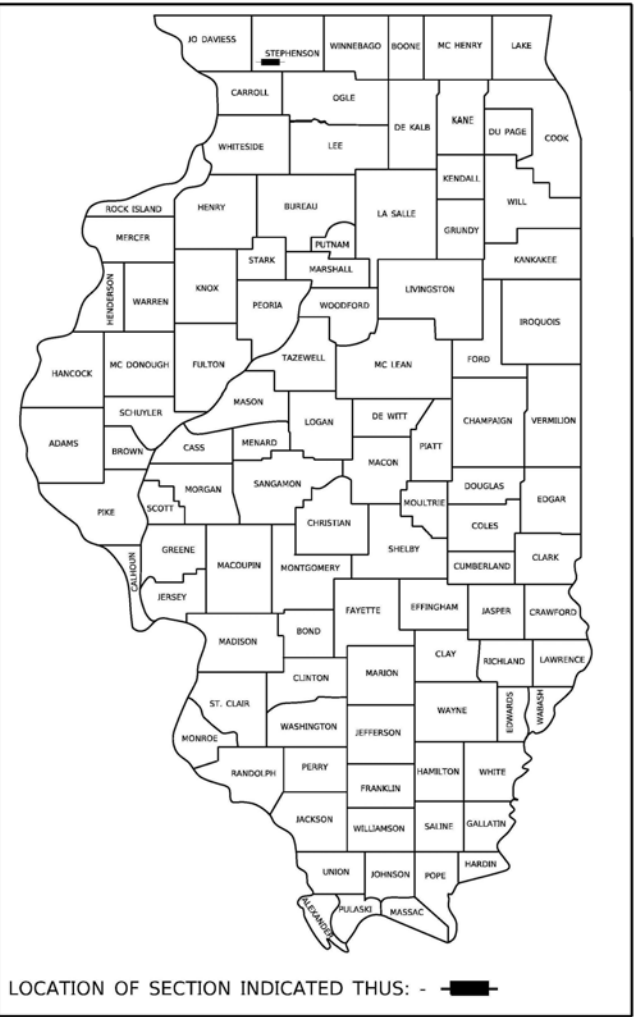 JO DAVIESS
STEPHENSON
WINNEBAGO
BOONE
MC HENRY
LAKE
CARROLL
OGLE
DE KALB
KANE
DU PAGE
COOK
WHITESIDE
LEE
KENDALL
WILL
ROCK ISLAND
HENRY
BUREAU
LA SALLE
GRUNDY
MERCER
PUTNAM
STARK
MARSHALL
KANKAKEE
HENDERSON
WARREN
KNOX
PEORIA
WOODFORD
LIVINGSTON
IROQUOIS
HANCOCK
MC DONOUGH
FULTON
TAZEWELL
MC LEAN
FORD
SCHUYLER
MASON
LOGAN
DE WITT
PIATT
CHAMPAIGN
VERMILION
ADAMS
BROWN
CASS
MENARD
MACON
PIKE
SCOTT
MORGAN
SANGAMON
CHRISTIAN
MOULTRIE
DOUGLAS
EDGAR
COLES
CALHOUN
GREENE
MACOUPIN
MONTGOMERY
SHELBY
CUMBERLAND
CLARK
JERSEY
FAYETTE
EFFINGHAM
JASPER
CRAWFORD
MADISON
BOND
CLAY
RICHLAND
LAWRENCE
CLINTON
MARION
ST. CLAIR
WAYNE
EDWARDS
WABASH
MONROE
WASHINGTON
JEFFERSON
RANDOLPH
PERRY
FRANKLIN
HAMILTON
WHITE
JACKSON
WILLIAMSON
SALINE
GALLATIN
UNION
JOHNSON
POPE
HARDIN
ALEXANDER
PULASKI
MASSAC
LOCATION OF SECTION INDICATED THUS: -